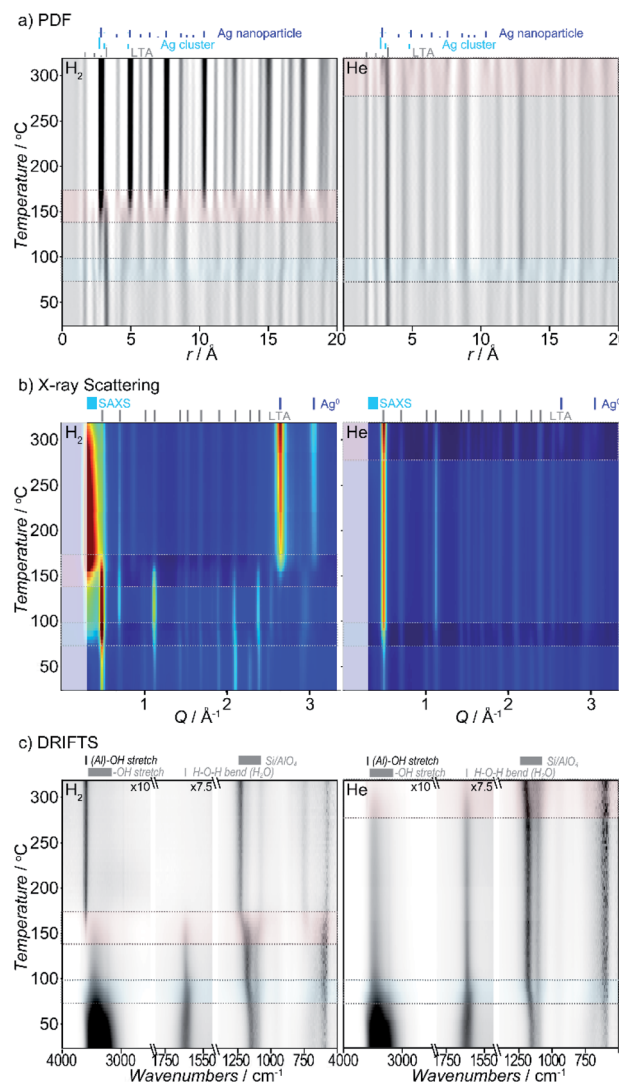 a) PDF
Ag nanoparticle
Ag cluster
LTA
H₂
300
250
200
150
100
50
Temperature / °C
0 5 10 15 20
r / Å
Ag nanoparticle
Ag cluster
LTA
He
0 5 10 15 20
r / Å
b) X-ray Scattering
SAXS
Ag⁰
LTA
H₂
300
250
200
150
100
50
Temperature / °C
1 2 3
Q / Å⁻¹
SAXS
Ag⁰
LTA
He
1 2 3
Q / Å⁻¹
c) DRIFTS
(Al)-OH stretch
Si/AlO₄
-OH stretch
H-O-H bend (H₂O)
H₂
x10
x7.5
300
250
200
150
100
50
Temperature / °C
4000 3000 1550 1250 750
Wavenumbers / cm⁻¹
(Al)-OH stretch
Si/AlO₄
-OH stretch
H-O-H bend (H₂O)
He
x10
x7.5
4000 3000 1550 1250 750
Wavenumbers / cm⁻¹